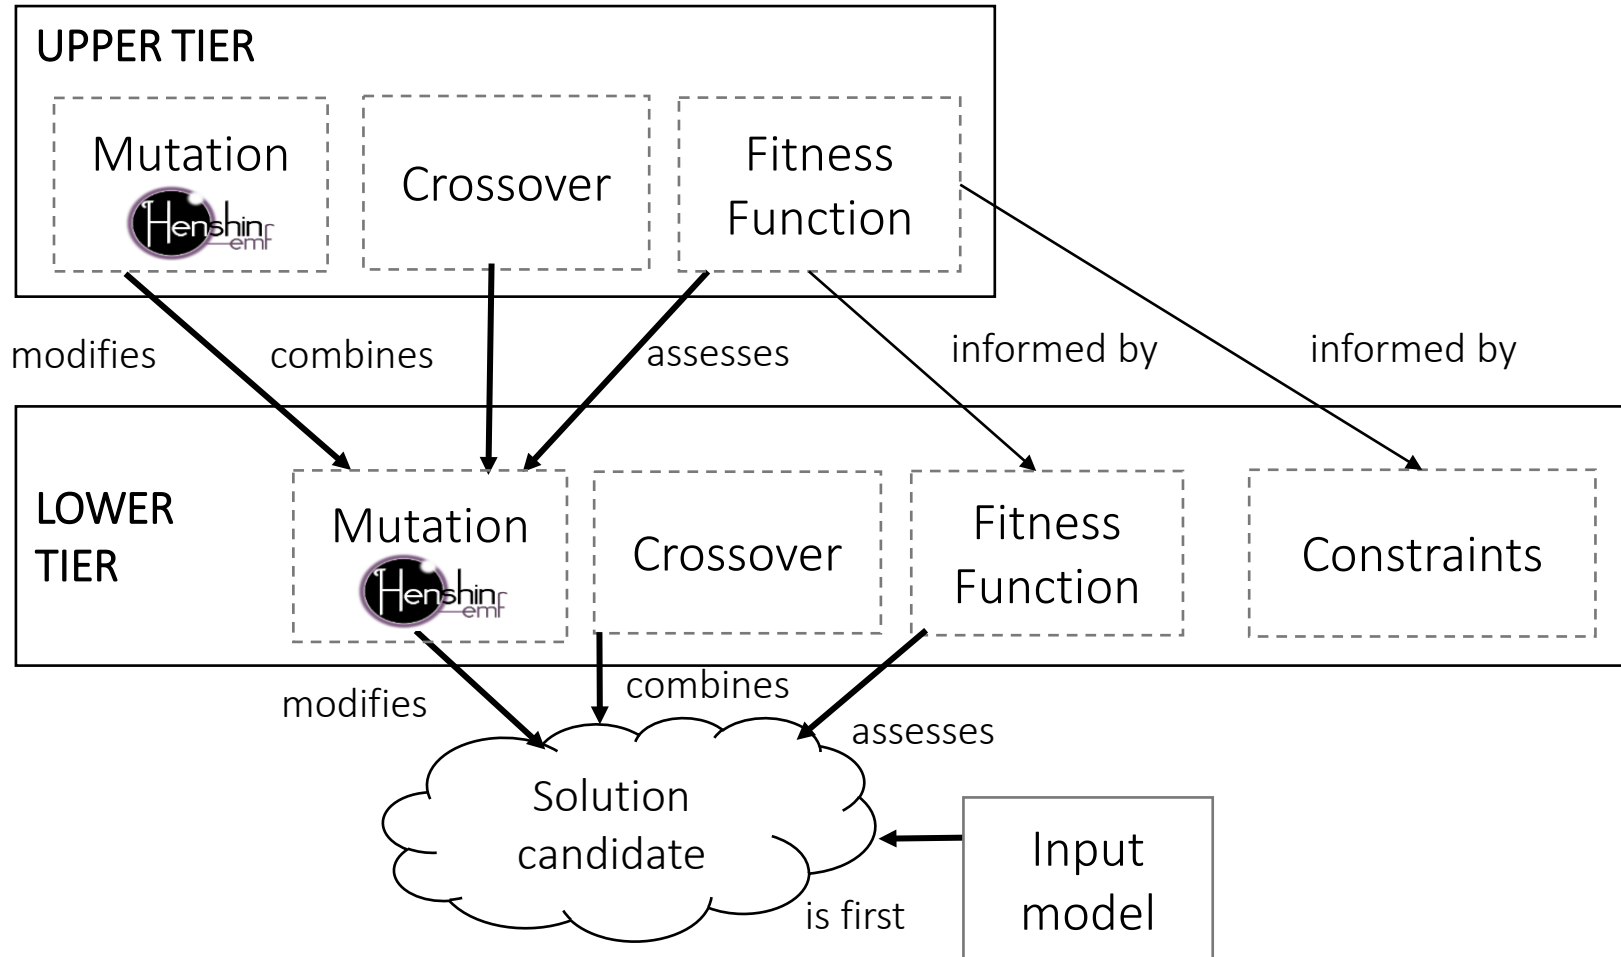 UPPER TIER
Mutation
Henshin
emf
Crossover
Fitness
Function
modifies
combines
assesses
informed by
informed by
LOWER
TIER
Mutation
Henshin
emf
Crossover
Fitness
Function
Constraints
modifies
combines
assesses
Solution
candidate
is first
Input
model